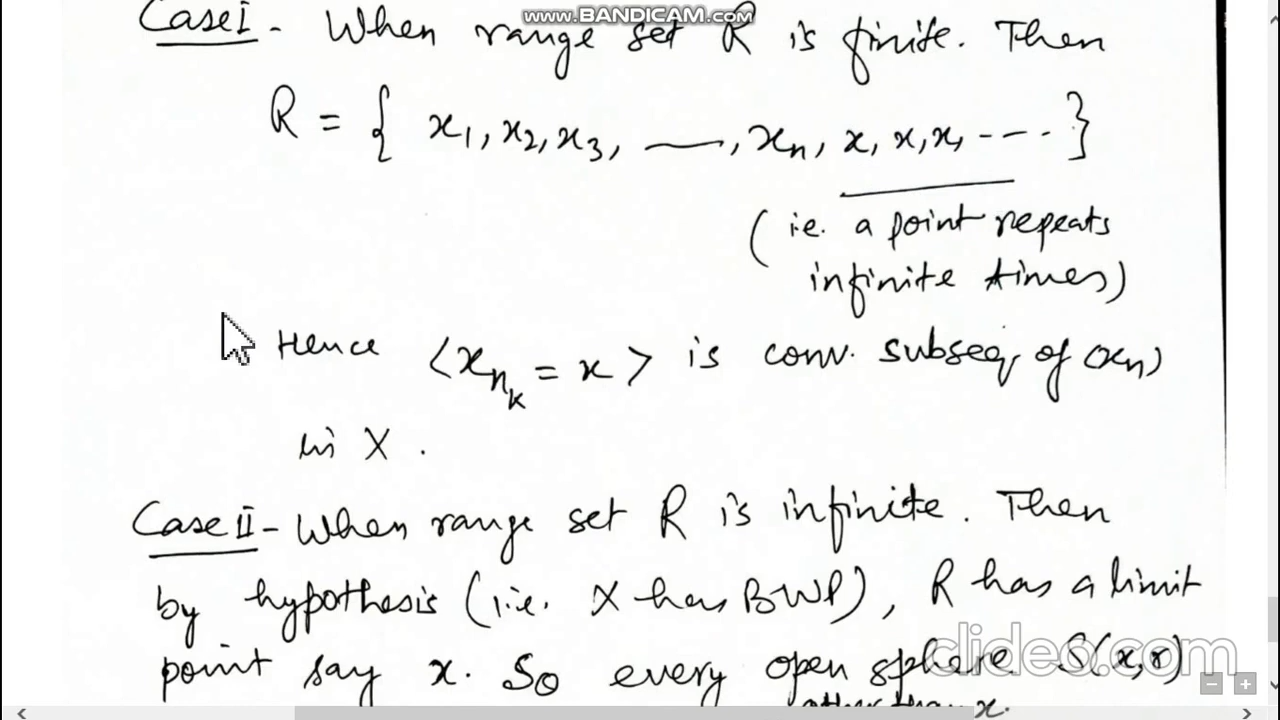 www.BANDICAM.com
Case I - When range set R is finite. Then
R = { x₁, x₂, x₃, —, xₙ, x, x, x, ---- }
( i.e. a point repeats
infinite times)
Hence ⟨xₙₖ = x⟩ is conv. subseq. of (xₙ)
in X .
Case II - When range set R is infinite. Then
by hypothesis (i.e. X has BWP), R has a limit
point say x. So every open sphere S(x,r)
clideo.com
other than x.